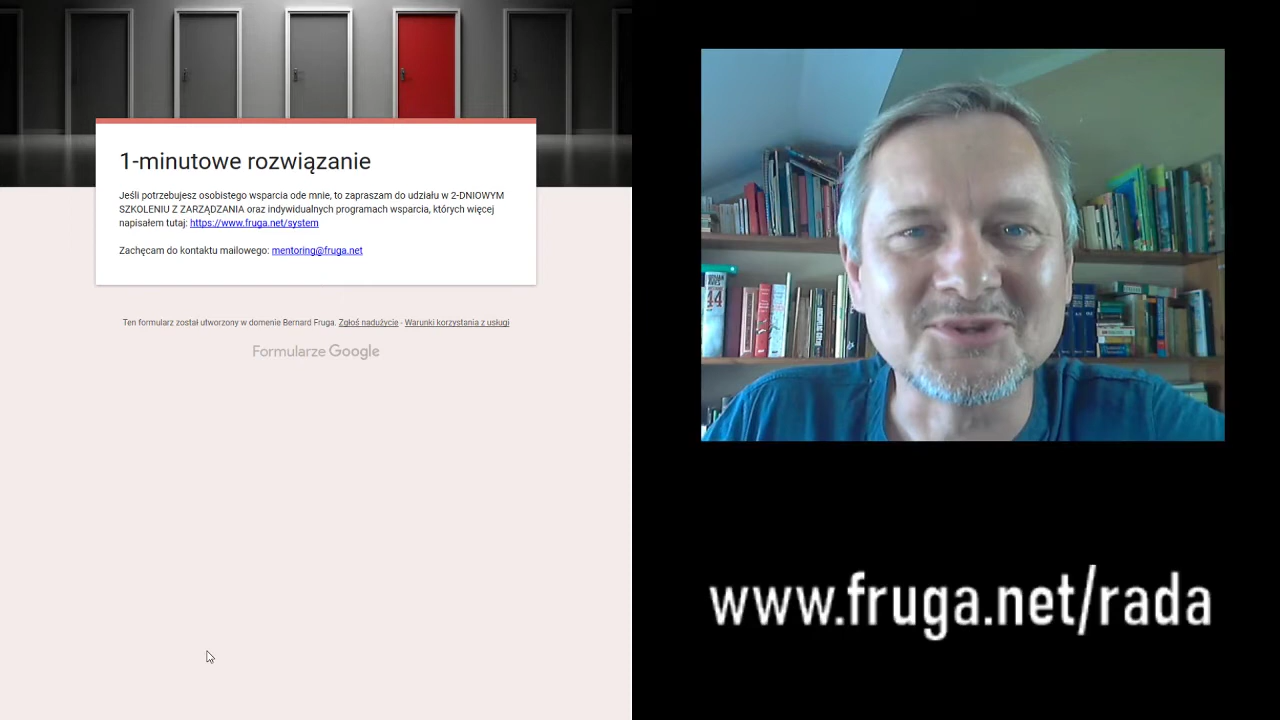 1-minutowe rozwiązanie
Jeśli potrzebujesz osobistego wsparcia ode mnie, to zapraszam do udziału w 2-DNIOWYM
SZKOLENIU Z ZARZĄDZANIA oraz indywidualnych programach wsparcia, których więcej
napisałem tutaj: https://www.fruga.net/system
Zachęcam do kontaktu mailowego: mentoring@fruga.net
Ten formularz został utworzony w domenie Bernard Fruga. Zgłoś nadużycie - Warunki korzystania z usługi
Formularze Google
44
www.fruga.net/rada